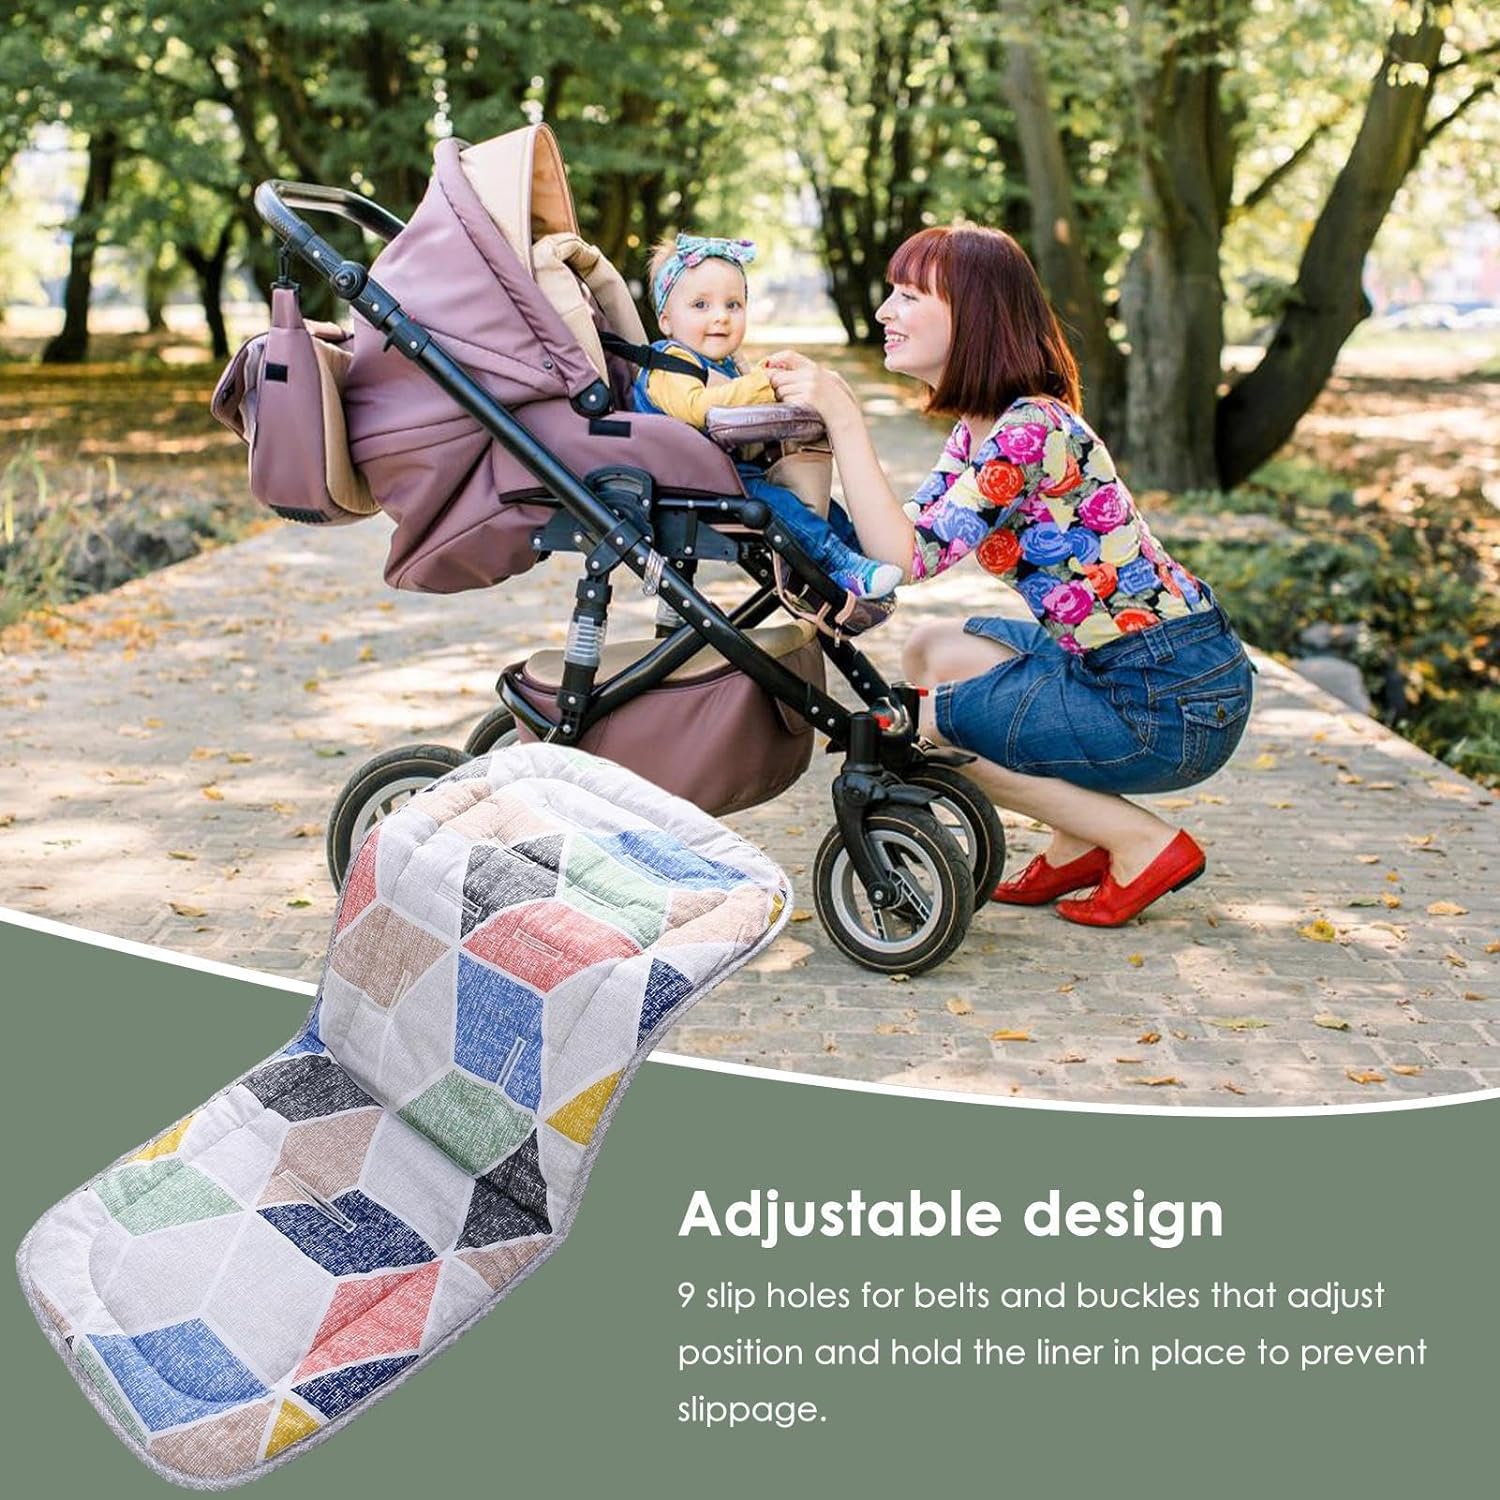 Adjustable design
9 slip holes for belts and buckles that adjust
position and hold the liner in place to prevent
slippage.